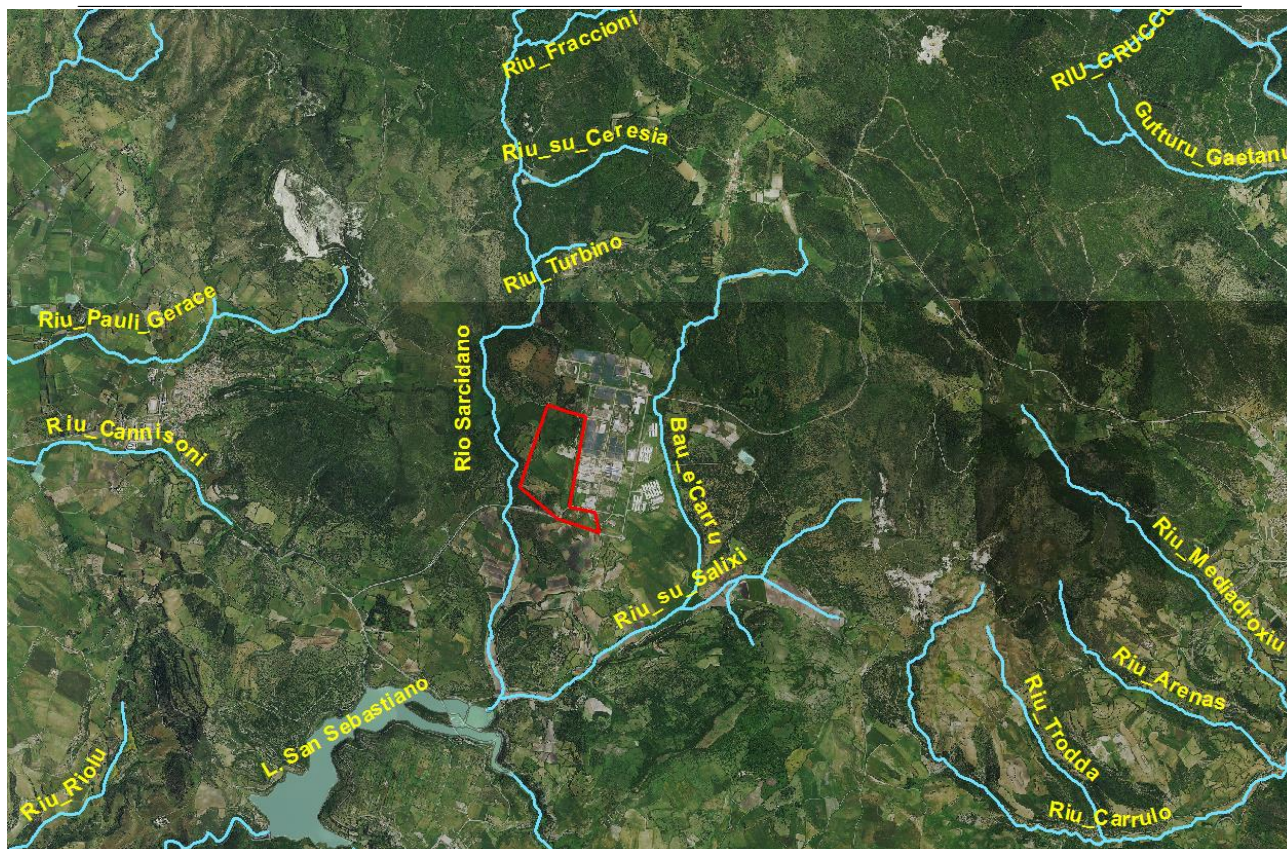 Riu_Fraccioni
RIU_CRUCCU
Riu_su_Ceresia
Gutturu_Gaetanu
Riu_Turbino
Riu_Pauli_Gerace
Rio Sarcidano
Riu_Cannisoni
Bau_e'Carru
Riu_su_Salixi
Riu_Mediadroxiu
L. San Sebastiano
Riu_Arenas
Riu_Trodda
Riu_Riolu
Riu_Carrulo